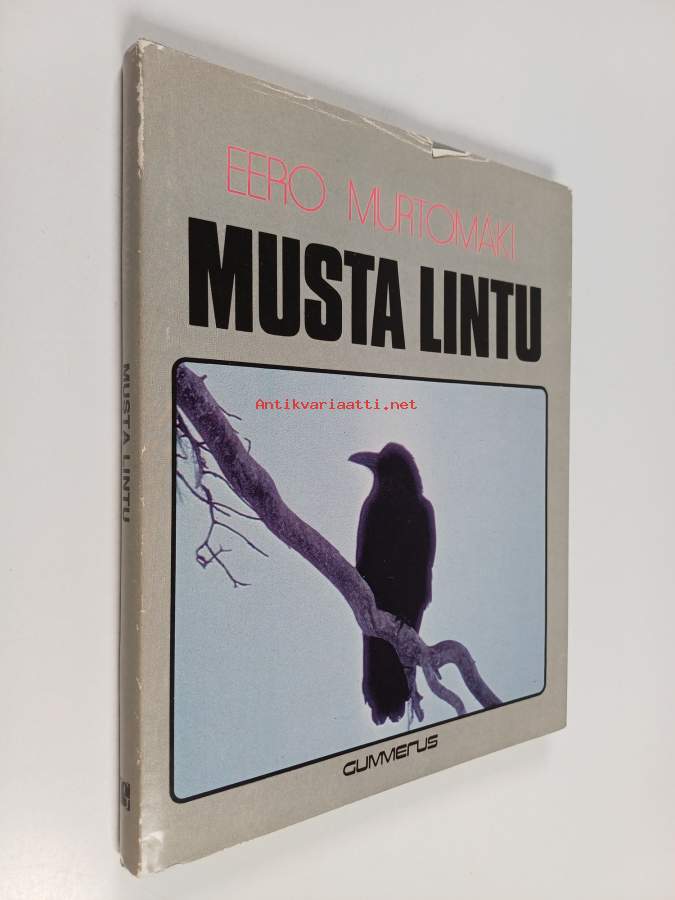 EERO MURTOMÄKI
MUSTA LINTU
Antikvariaatti.net
MUSTA LINTU
GUMMERUS